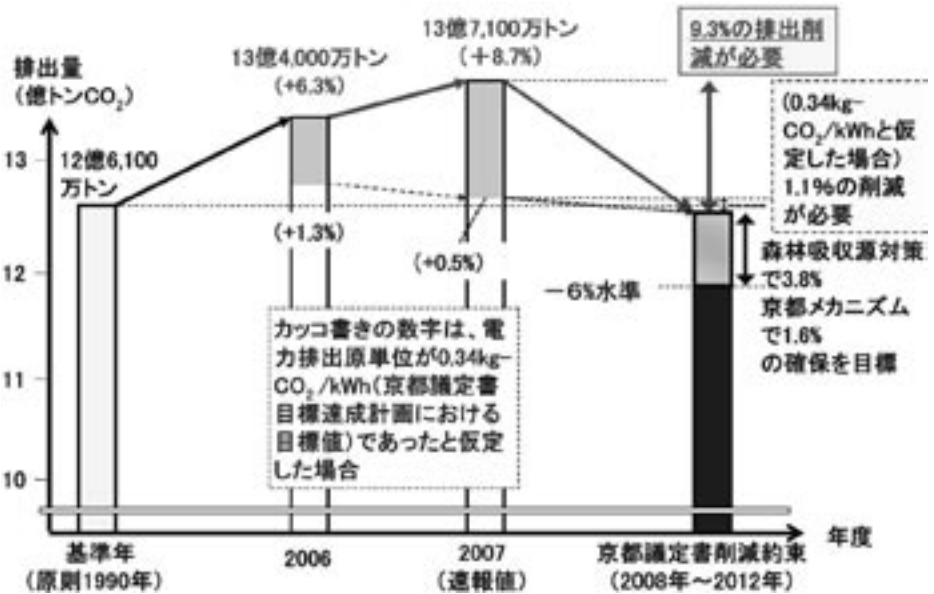 排出量
(億トンCO₂)
13
12
11
10
12億6,100
万トン
13億4,000万トン
(+6.3%)
13億7,100万トン
(+8.7%)
9.3%の排出削
減が必要
(0.34kg-
CO₂/kWhと仮
定した場合)
1.1%の削減
が必要
(+1.3%)
(+0.5%)
-6%水準
森林吸収源対策
で3.8%
京都メカニズム
で1.6%
の確保を目標
カッコ書きの数字は、電
力排出原単位が0.34kg-
CO₂/kWh(京都議定書
目標達成計画における
目標値)であったと仮定
した場合
年度
基準年
(原則1990年)
2006
2007
(速報値)
京都議定書削減約束
(2008年~2012年)